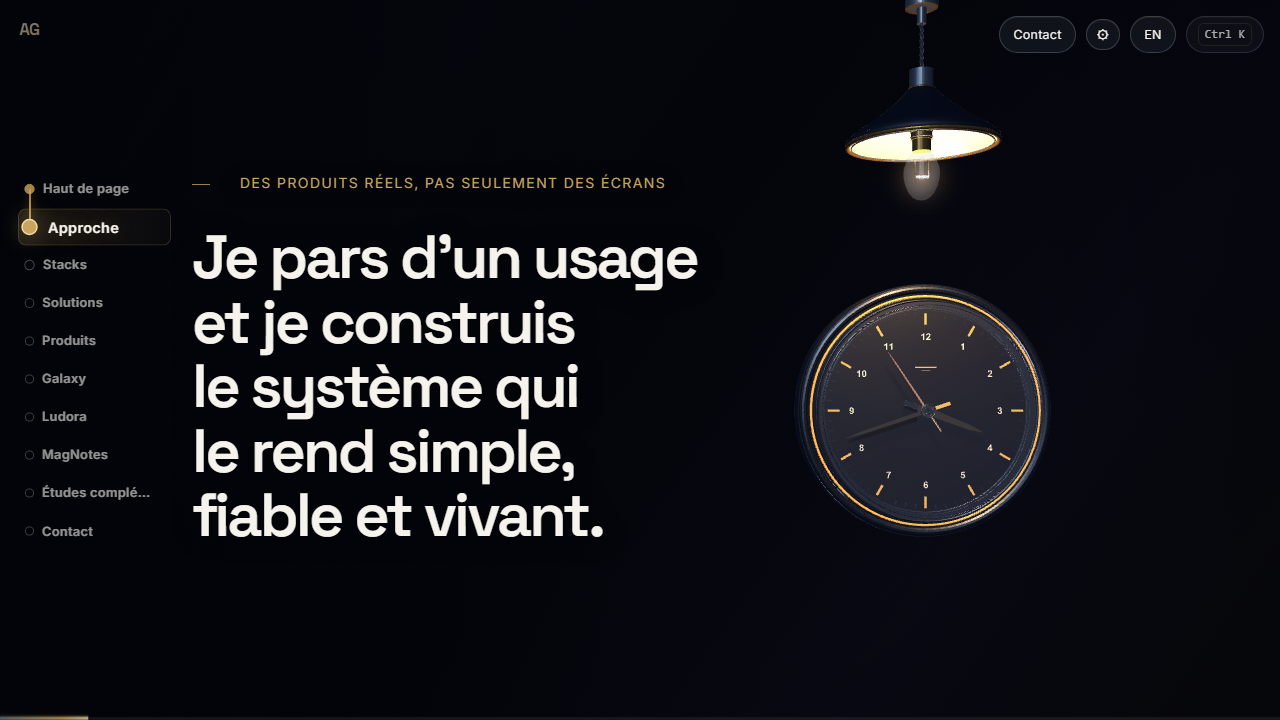 AG
Contact
EN
Ctrl K
Haut de page
Approche
Stacks
Solutions
Produits
Galaxy
Ludora
MagNotes
Études complé...
Contact
DES PRODUITS RÉELS, PAS SEULEMENT DES ÉCRANS
Je pars d’un usage
et je construis
le système qui
le rend simple,
fiable et vivant.
12
1
2
3
4
5
6
7
8
9
10
11